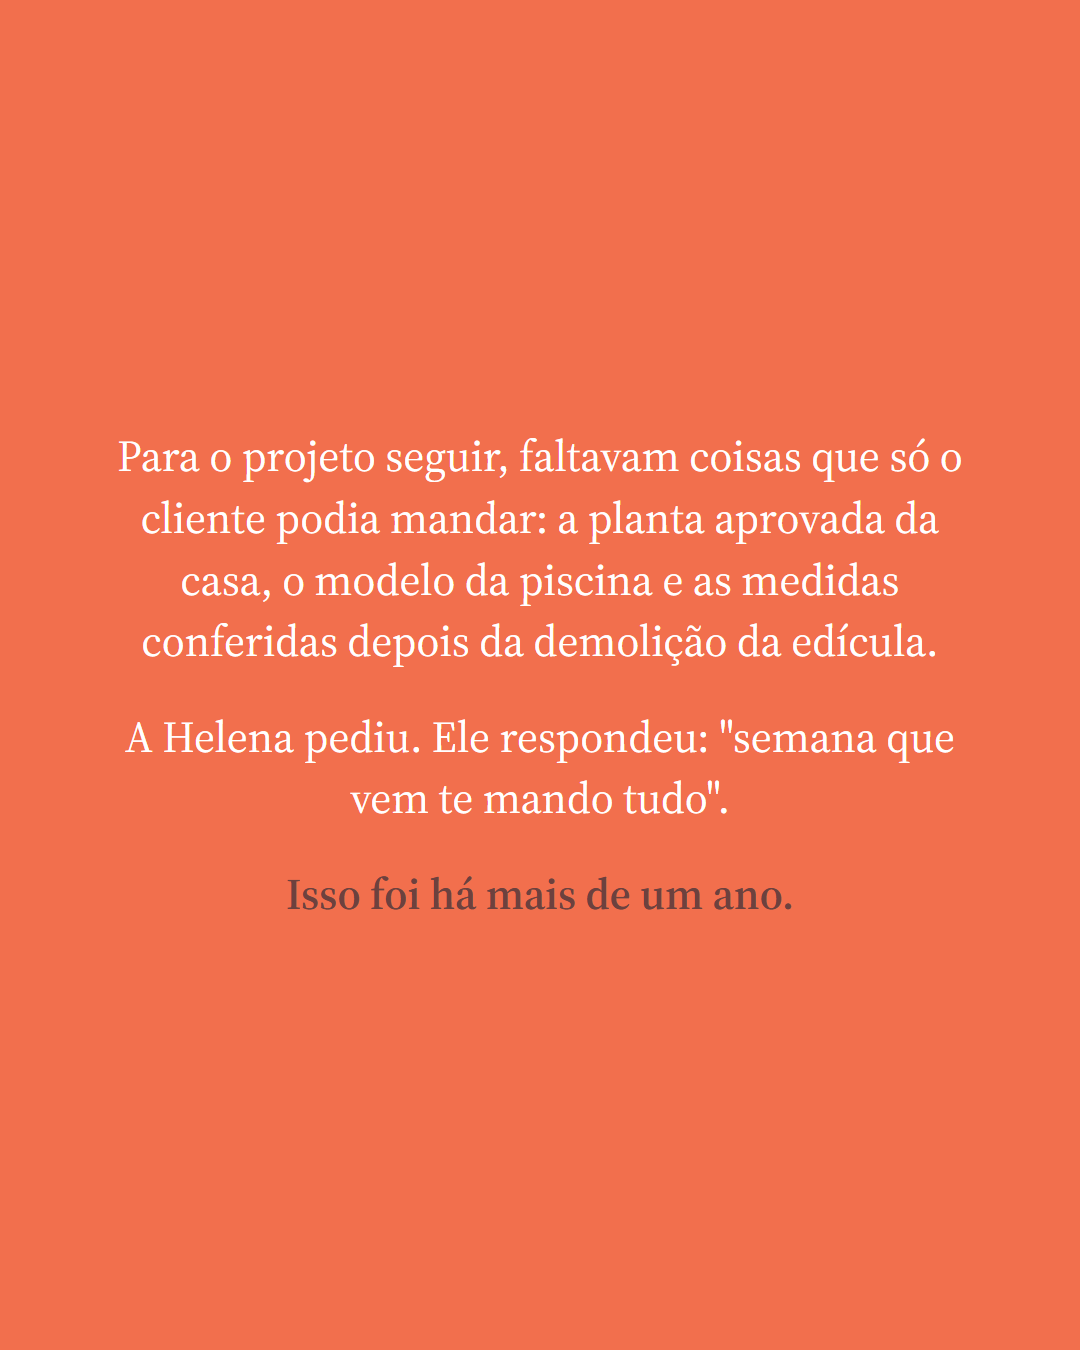 Para o projeto seguir, faltavam coisas que só o
cliente podia mandar: a planta aprovada da
casa, o modelo da piscina e as medidas
conferidas depois da demolição da edícula.
A Helena pediu. Ele respondeu: "semana que
vem te mando tudo".
Isso foi há mais de um ano.